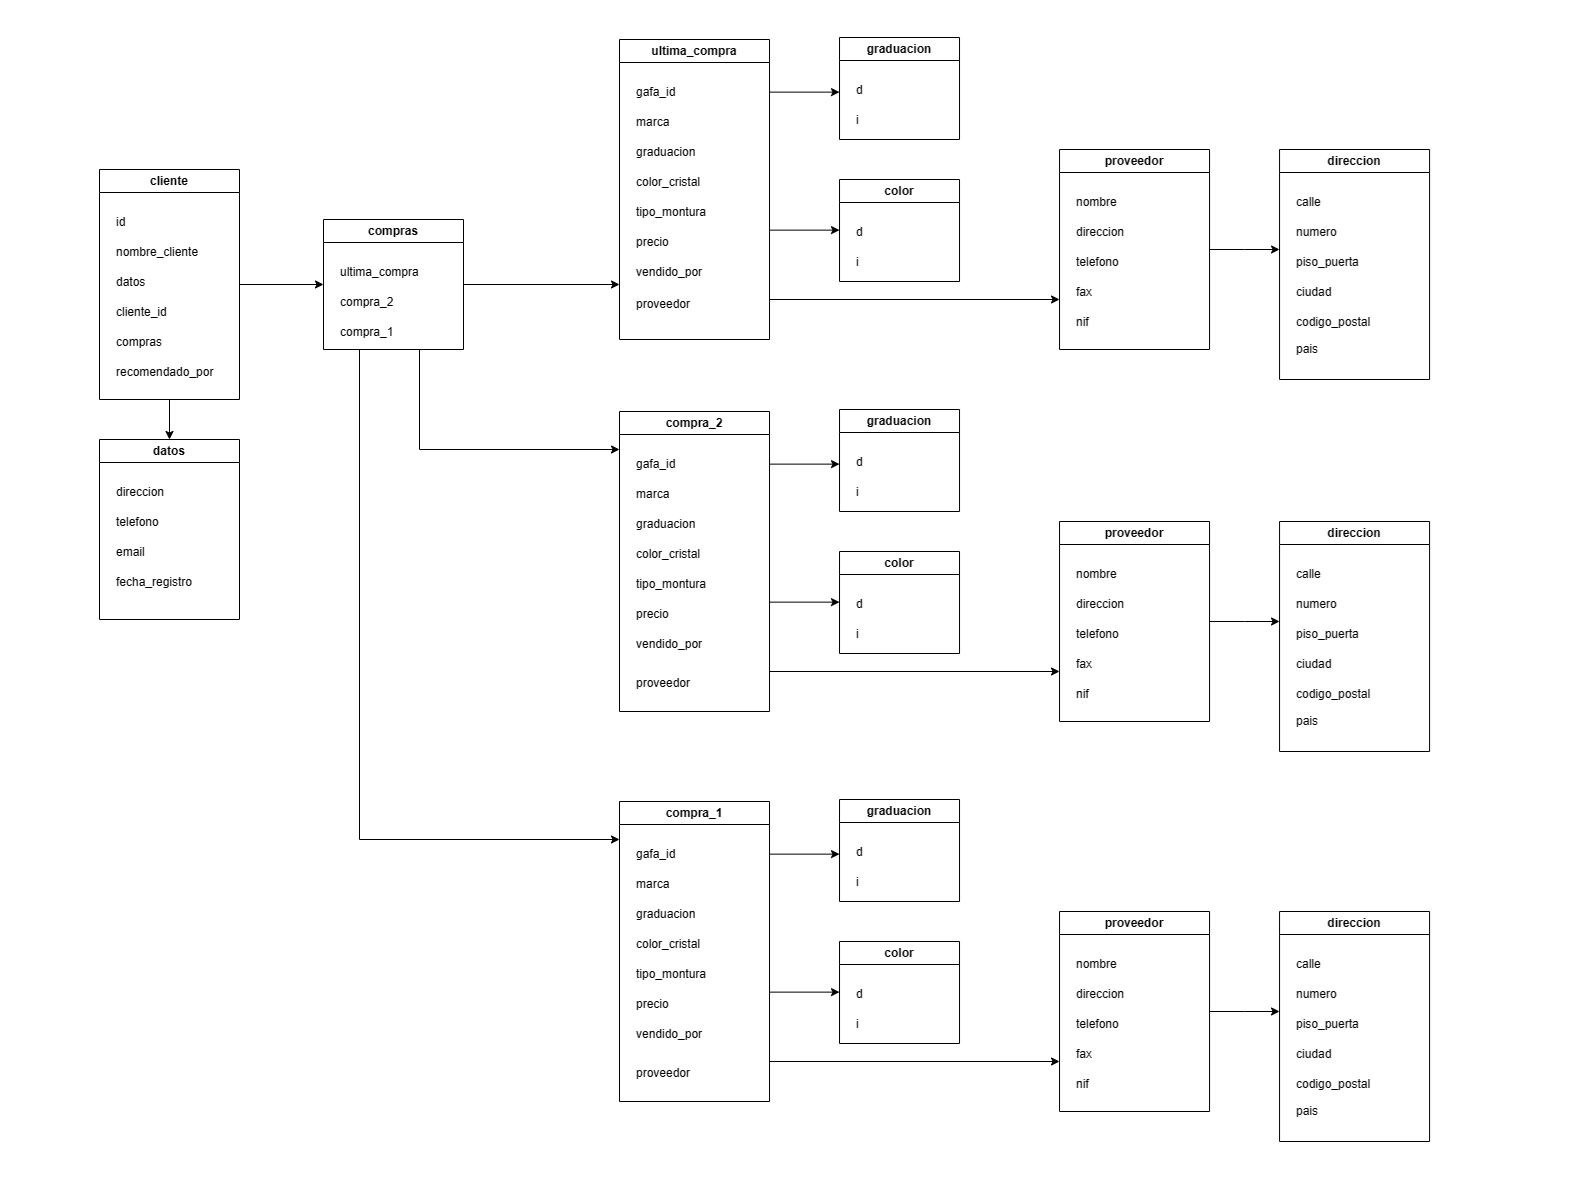 cliente
id
nombre_cliente
datos
cliente_id
compras
recomendado_por
datos
direccion
telefono
email
fecha_registro
compras
ultima_compra
compra_2
compra_1
ultima_compra
gafa_id
marca
graduacion
color_cristal
tipo_montura
precio
vendido_por
proveedor
graduacion
d
i
color
d
i
proveedor
nombre
direccion
telefono
fax
nif
direccion
calle
numero
piso_puerta
ciudad
codigo_postal
pais
compra_2
gafa_id
marca
graduacion
color_cristal
tipo_montura
precio
vendido_por
proveedor
graduacion
d
i
color
d
i
proveedor
nombre
direccion
telefono
fax
nif
direccion
calle
numero
piso_puerta
ciudad
codigo_postal
pais
compra_1
gafa_id
marca
graduacion
color_cristal
tipo_montura
precio
vendido_por
proveedor
graduacion
d
i
color
d
i
proveedor
nombre
direccion
telefono
fax
nif
direccion
calle
numero
piso_puerta
ciudad
codigo_postal
pais